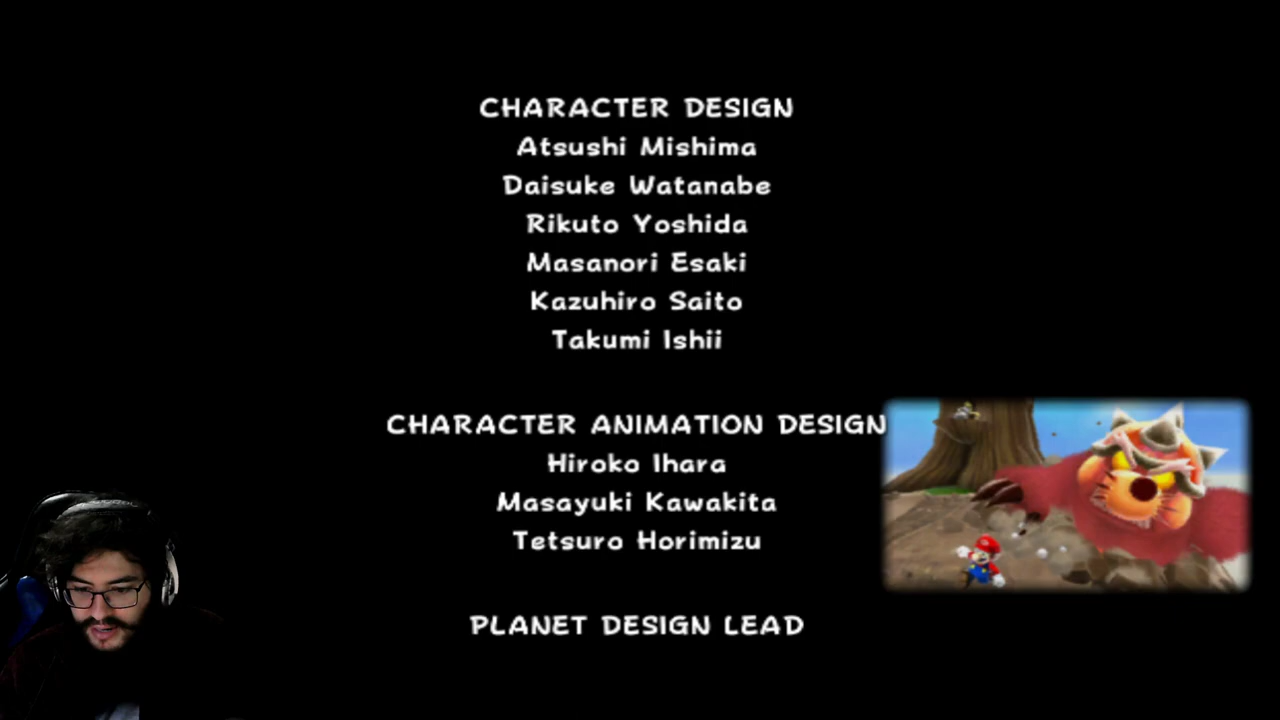 CHARACTER DESIGN
Atsushi Mishima
Daisuke Watanabe
Rikuto Yoshida
Masanori Esaki
Kazuhiro Saito
Takumi Ishii
CHARACTER ANIMATION DESIGN
Hiroko Ihara
Masayuki Kawakita
Tetsuro Horimizu
PLANET DESIGN LEAD